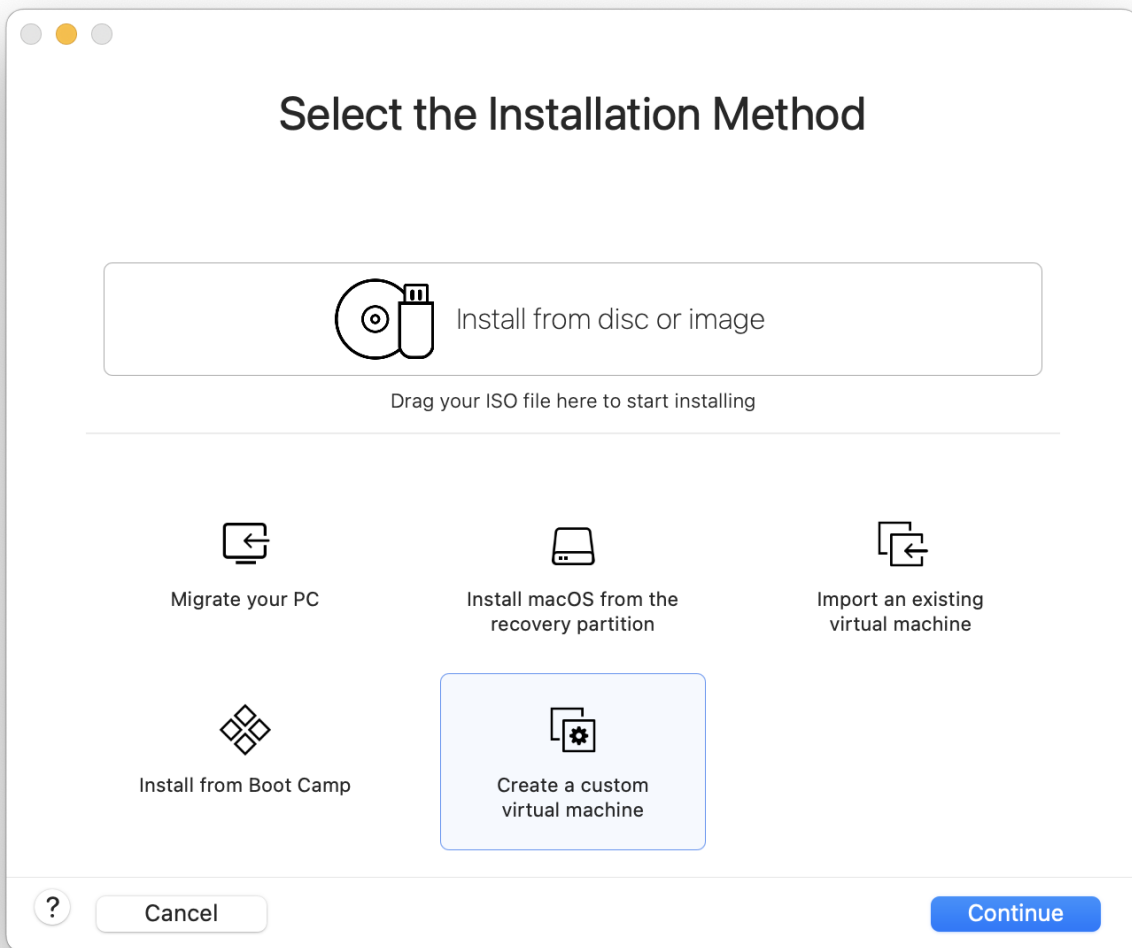 Select the Installation Method
Install from disc or image
Drag your ISO file here to start installing
Migrate your PC
Install macOS from the
recovery partition
Import an existing
virtual machine
Install from Boot Camp
Create a custom
virtual machine
?
Cancel
Continue